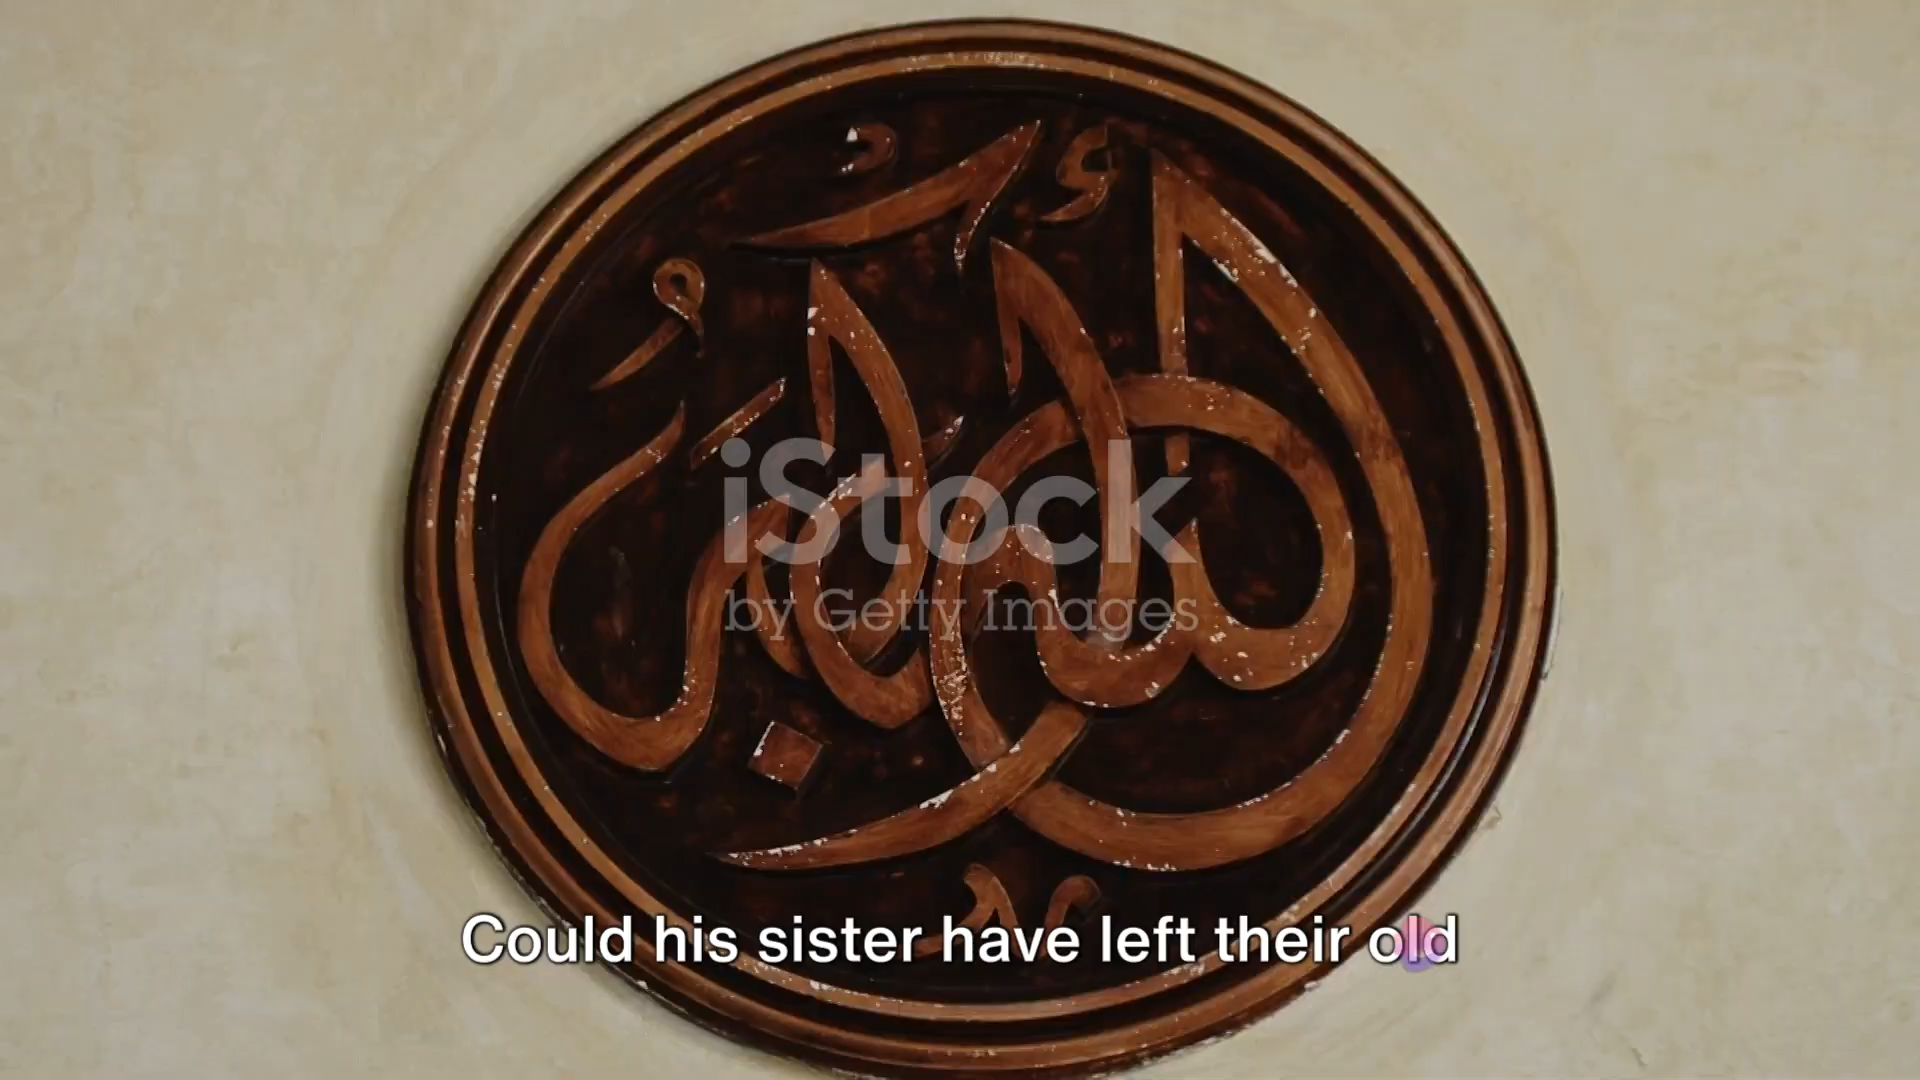 الله أكبر
iStock
by Getty Images
Could his sister have left their old